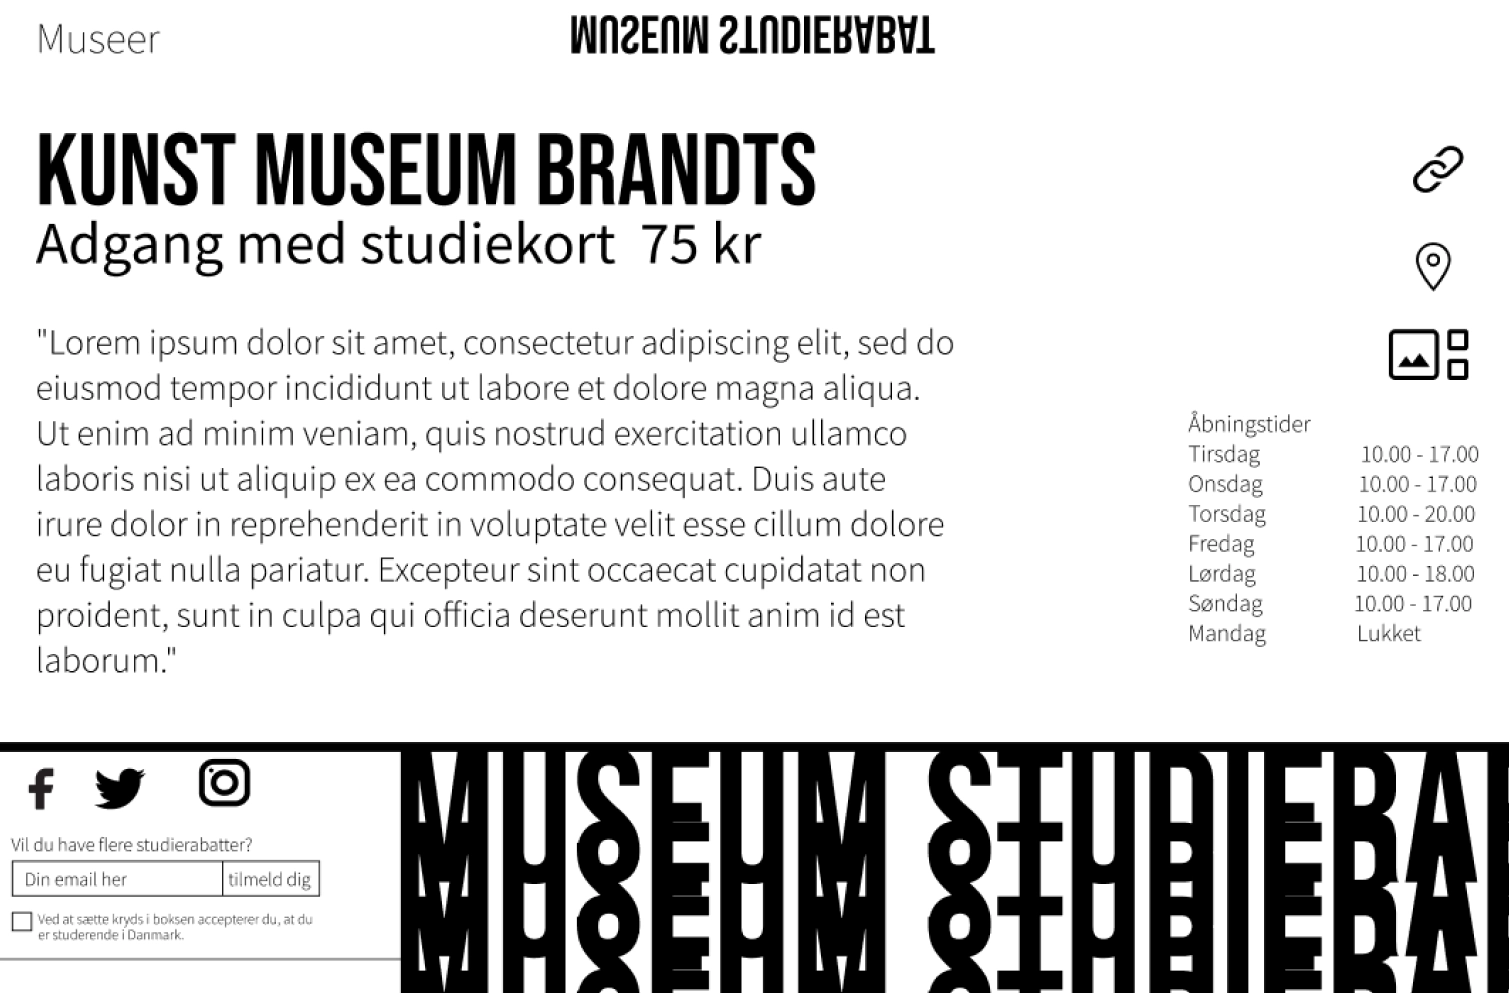 Museer
MUSEUM STUDIERABAT
KUNST MUSEUM BRANDTS
Adgang med studiekort 75 kr
"Lorem ipsum dolor sit amet, consectetur adipiscing elit, sed do
eiusmod tempor incididunt ut labore et dolore magna aliqua.
Ut enim ad minim veniam, quis nostrud exercitation ullamco
laboris nisi ut aliquip ex ea commodo consequat. Duis aute
irure dolor in reprehenderit in voluptate velit esse cillum dolore
eu fugiat nulla pariatur. Excepteur sint occaecat cupidatat non
proident, sunt in culpa qui officia deserunt mollit anim id est
laborum."
Åbningstider
Tirsdag 10.00 - 17.00
Onsdag 10.00 - 17.00
Torsdag 10.00 - 20.00
Fredag 10.00 - 17.00
Lørdag 10.00 - 18.00
Søndag 10.00 - 17.00
Mandag Lukket
Vil du have flere studierabatter?
Din email her tilmeld dig
Ved at sætte kryds i boksen accepterer du, at du
er studerende i Danmark.
MUSEUM STUDIERA
MUSEUM STUDIERA
MUSEUM STUDIERA